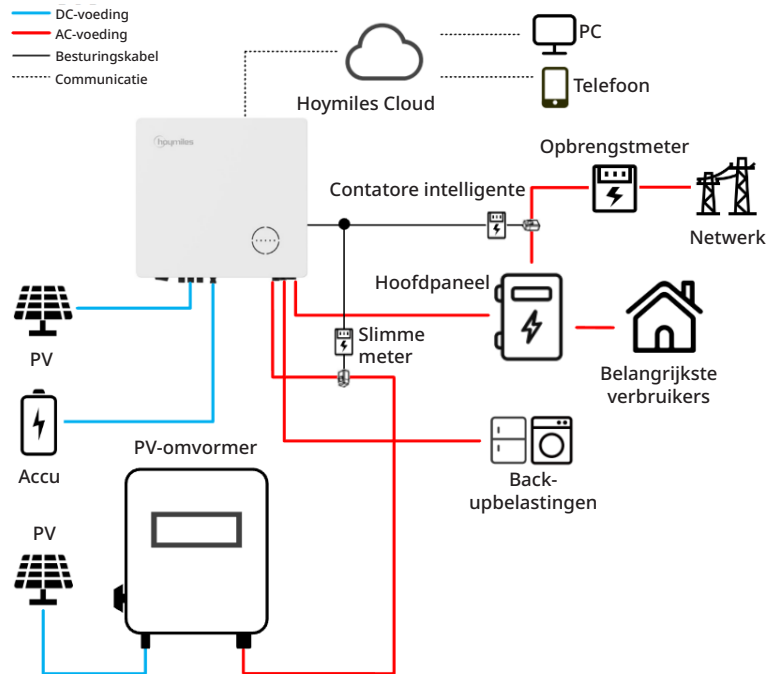 DC-voeding
AC-voeding
Besturingskabel
Communicatie
PC
Telefoon
Hoymiles Cloud
hoymiles
Opbrengstmeter
Contatore intelligente
Netwerk
Hoofdpaneel
Slimme
meter
PV
Belangrijkste
verbruikers
Accu
PV-omvormer
Back-
upbelastingen
PV